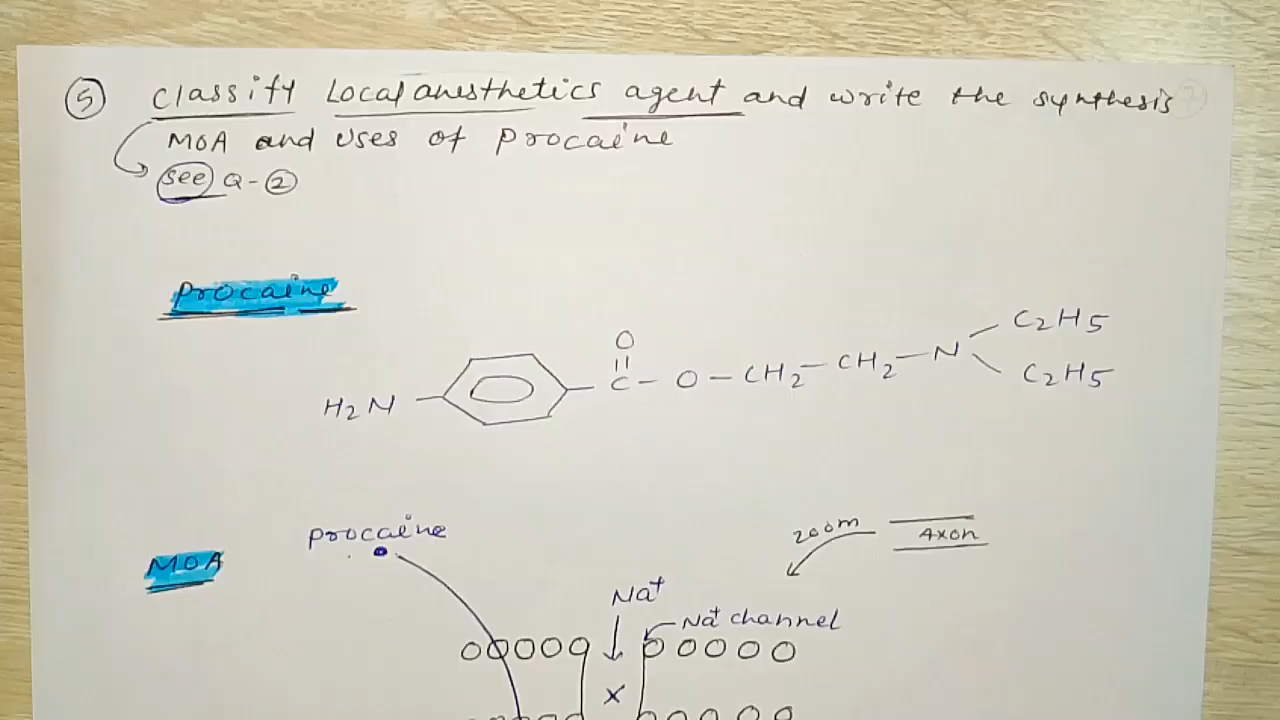 5 Classify Local anesthetics agent and write the synthesis
MOA and uses of Procaine
See Q-2
Procaine
H2N
O
C - O - CH2 - CH2 - N
C2H5
C2H5
MOA
Procaine
zoom
Axon
Na+
Na+ channel
x